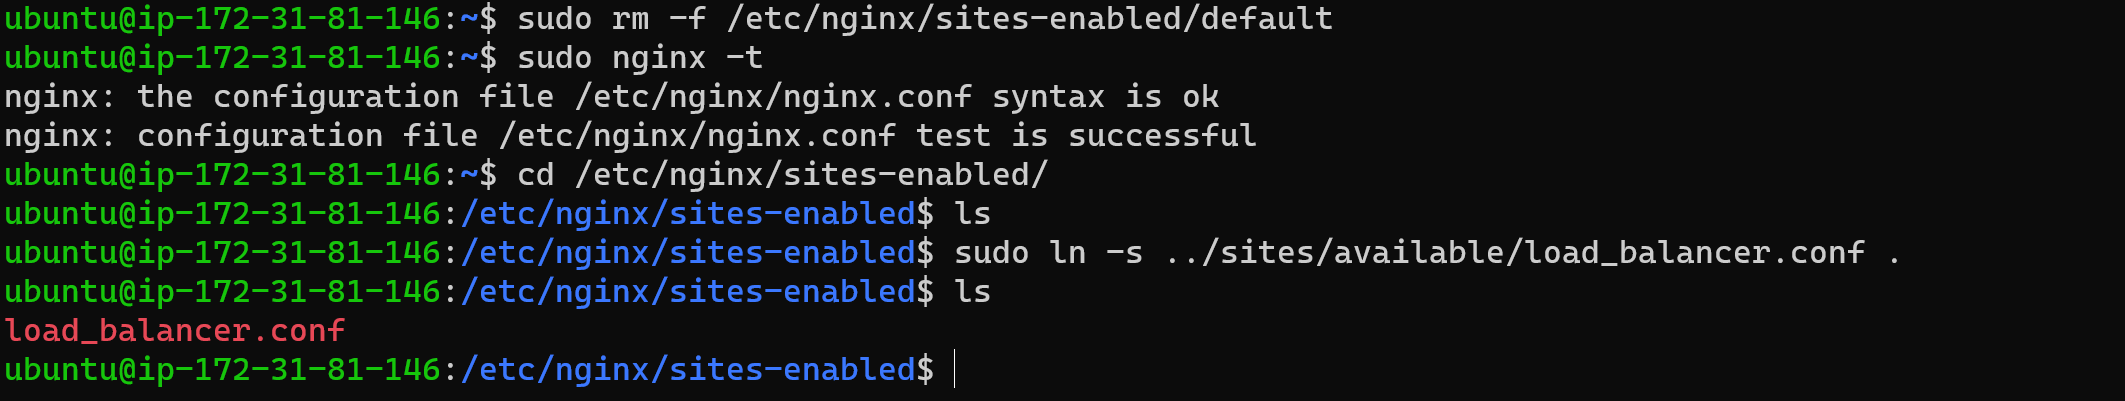 ubuntu@ip-172-31-81-146:~$ sudo rm -f /etc/nginx/sites-enabled/default
ubuntu@ip-172-31-81-146:~$ sudo nginx -t
nginx: the configuration file /etc/nginx/nginx.conf syntax is ok
nginx: configuration file /etc/nginx/nginx.conf test is successful
ubuntu@ip-172-31-81-146:~$ cd /etc/nginx/sites-enabled/
ubuntu@ip-172-31-81-146:/etc/nginx/sites-enabled$ ls
ubuntu@ip-172-31-81-146:/etc/nginx/sites-enabled$ sudo ln -s ../sites/available/load_balancer.conf .
ubuntu@ip-172-31-81-146:/etc/nginx/sites-enabled$ ls
load_balancer.conf
ubuntu@ip-172-31-81-146:/etc/nginx/sites-enabled$